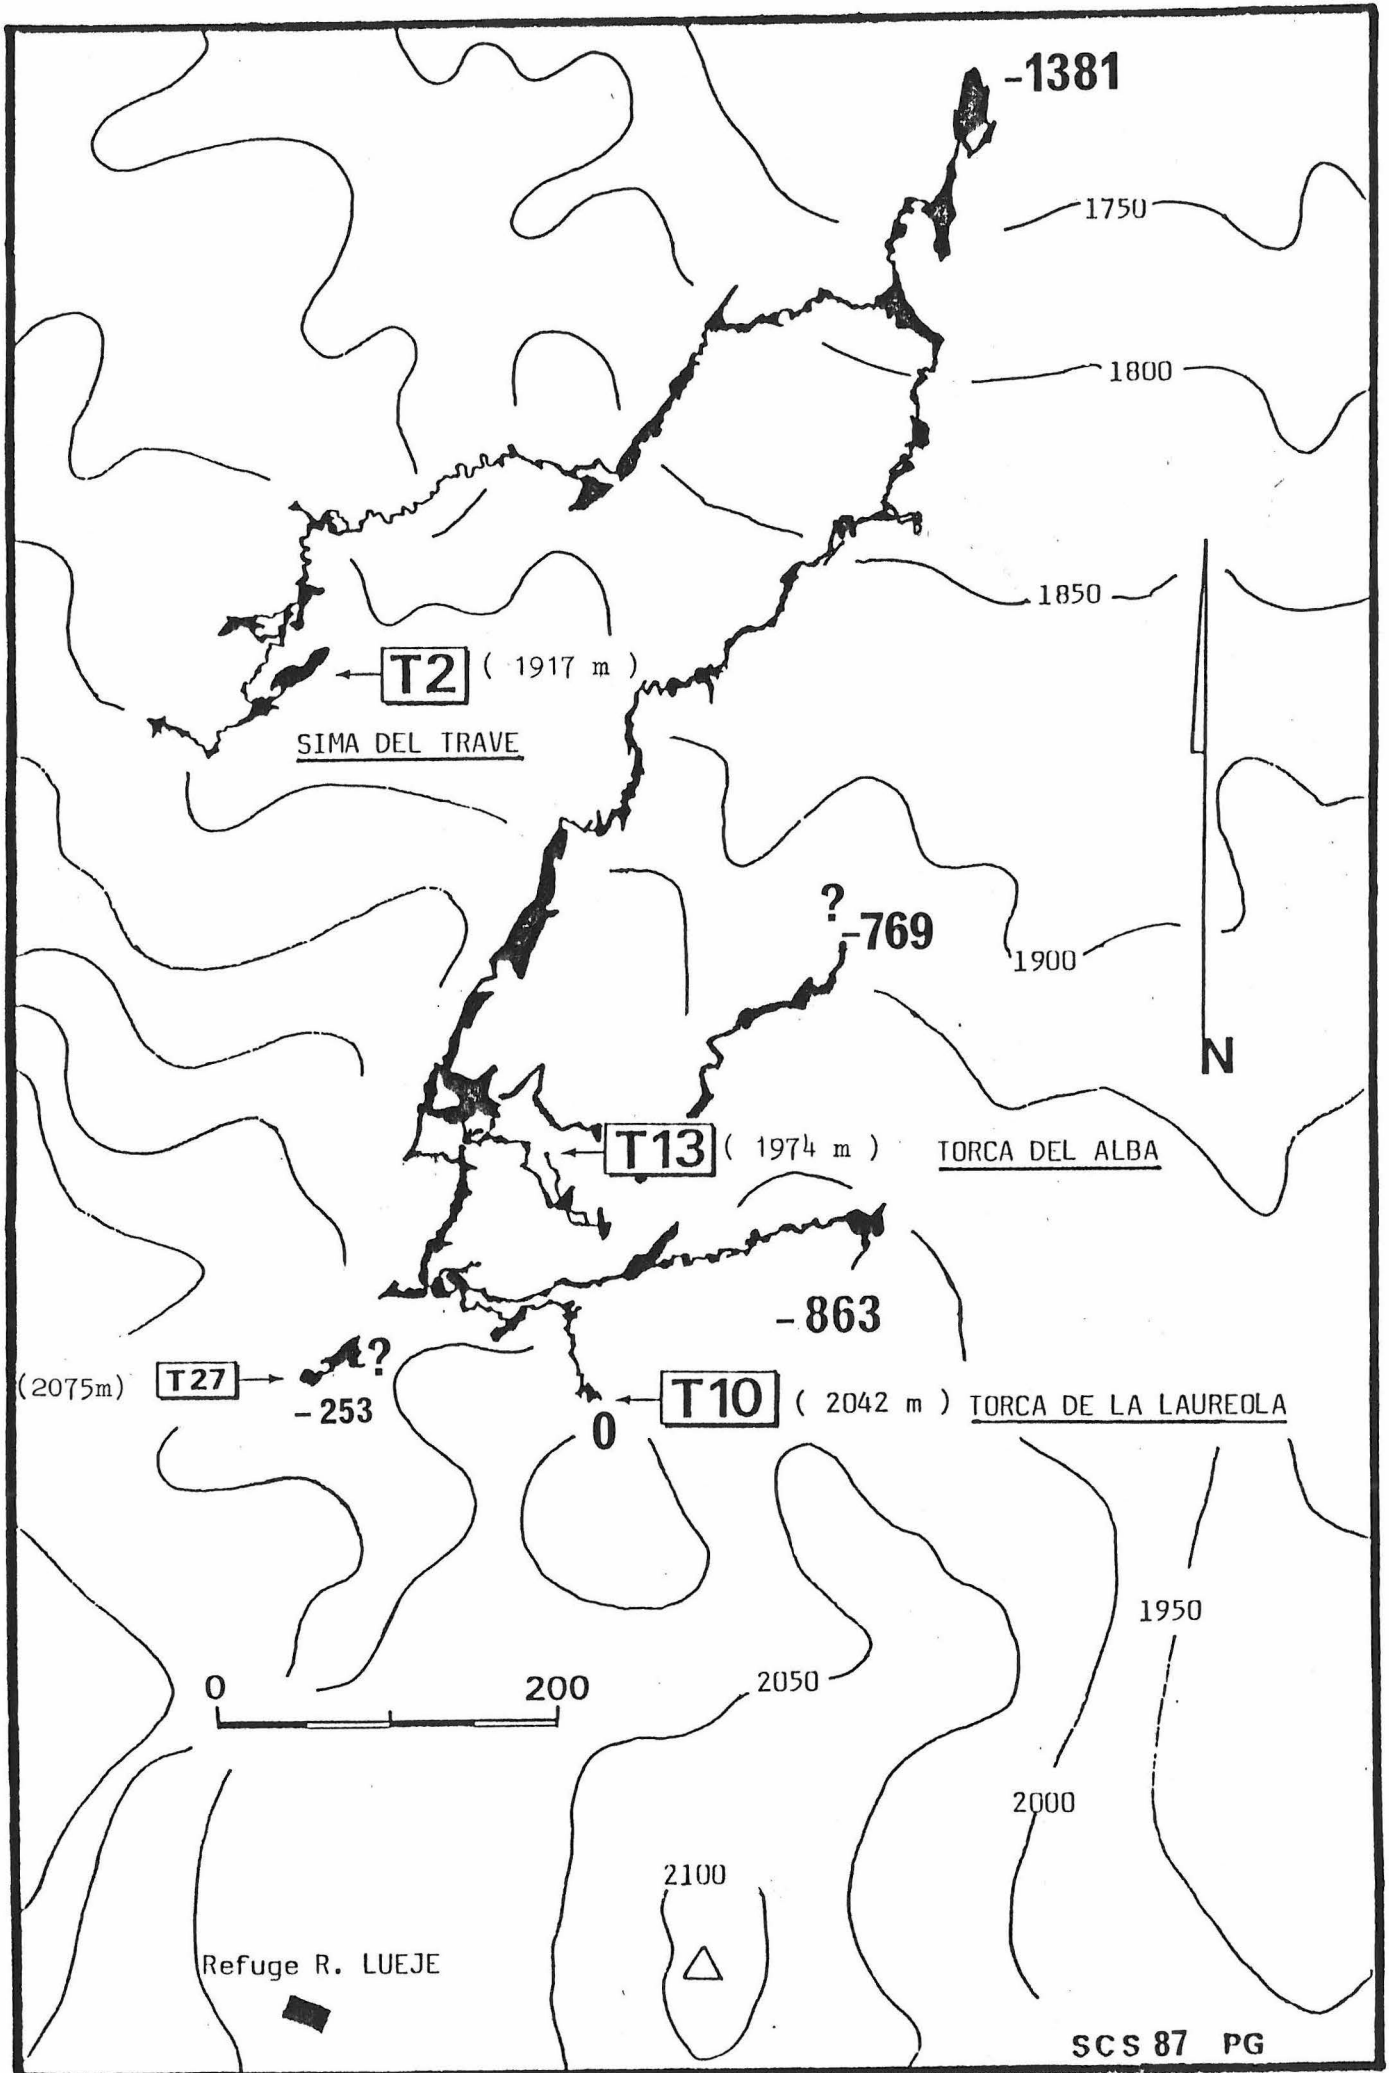 -1381
1750
1800
1850
T2 ( 1917 m )
SIMA DEL TRAVE
?
-769
1900
N
T13 ( 1974 m ) TORCA DEL ALBA
-863
(2075m) T27 ?
-253
T10 ( 2042 m ) TORCA DE LA LAUREOLA
0
1950
0 200
2050
2000
2100
Refuge R. LUEJE
SCS 87 PG